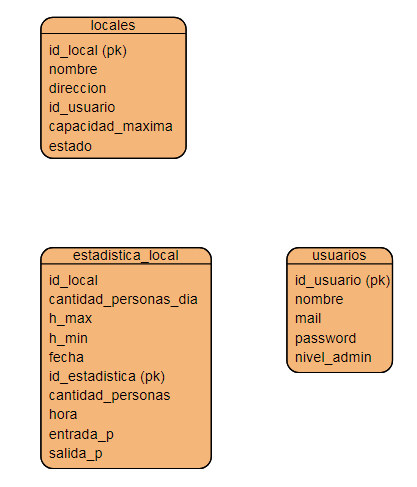 locales
id_local (pk)
nombre
direccion
id_usuario
capacidad_maxima
estado
estadistica_local
id_local
cantidad_personas_dia
h_max
h_min
fecha
id_estadistica (pk)
cantidad_personas
hora
entrada_p
salida_p
usuarios
id_usuario (pk)
nombre
mail
password
nivel_admin